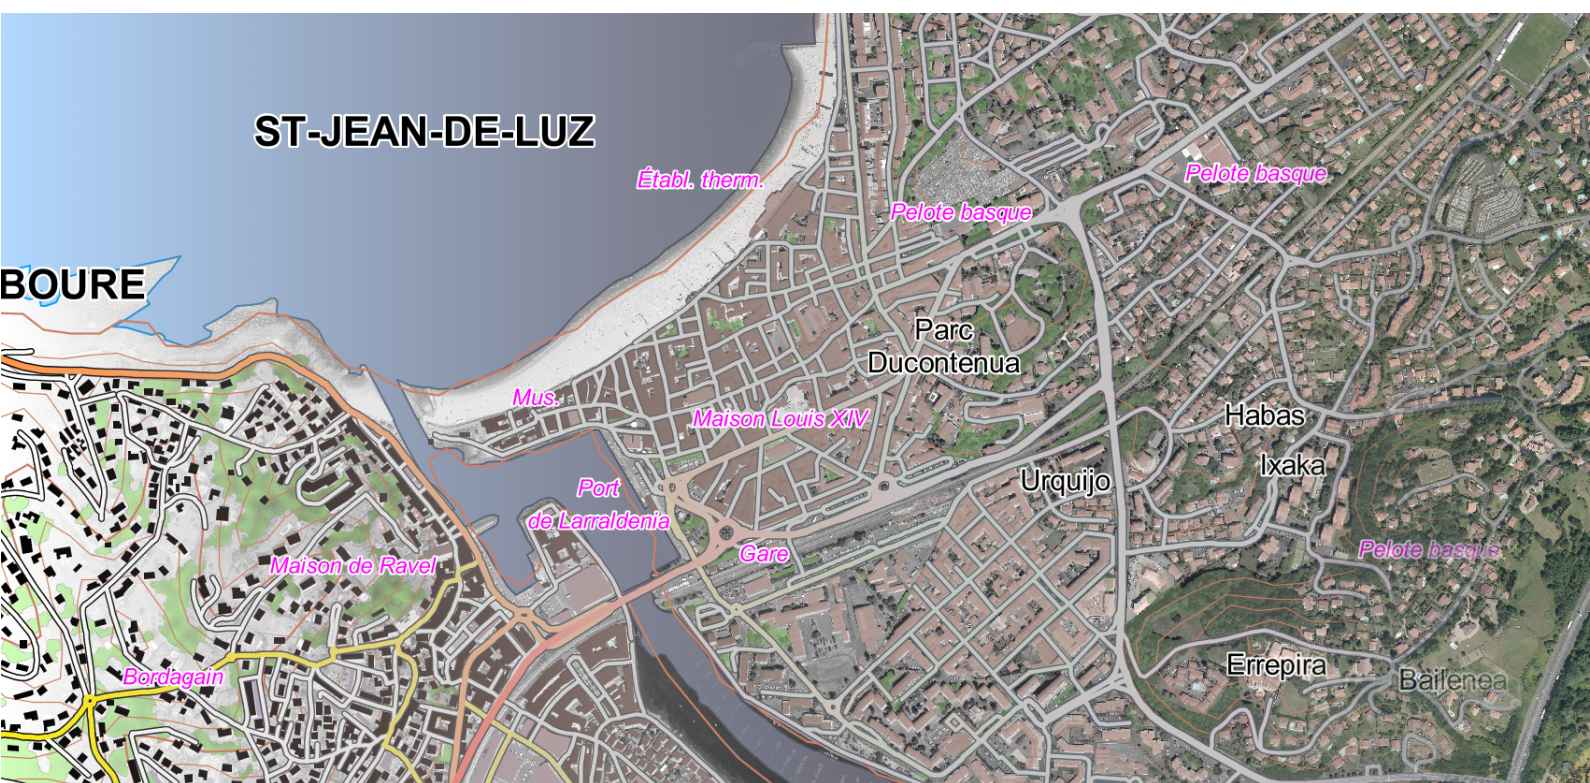 ST-JEAN-DE-LUZ
Établ. therm.
Pelote basque
Pelote basque
BOURE
Parc
Ducontenua
Mus.
Maison Louis XIV
Habas
Ixaka
Urquijo
Port
de Larraldenia
Gare
Pelote basque
Maison de Ravel
Bordagain
Errepira
Bailenea